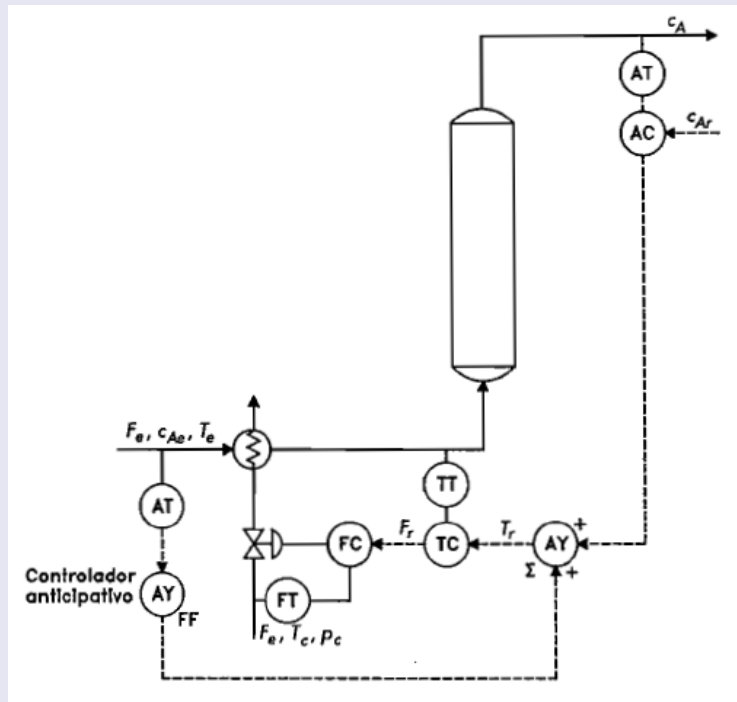 c_A
AT
AC
c_Ar
F_e, c_Ae, T_e
AT
TT
F_r
T_r
FC
TC
AY
+
Σ
+
Controlador
anticipativo
AY
FF
FT
F_e, T_c, p_c